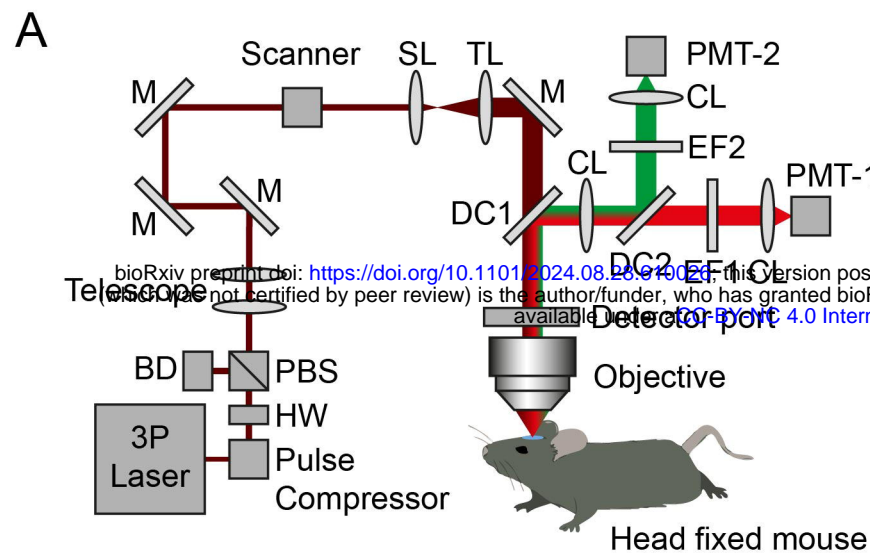 A
Scanner
SL
TL
M
M
PMT-2
CL
EF2
CL
PMT-1
M
M
DC1
DC2
EF1
CL
bioRxiv preprint doi: https://doi.org/10.1101/2024.08.28.610026; this version pos
Telescope
(which was not certified by peer review) is the author/funder, who has granted bioR
available under aCC-BY-NC 4.0 Intern
Detector port
BD
PBS
Objective
HW
3P
Laser
Pulse
Compressor
Head fixed mouse